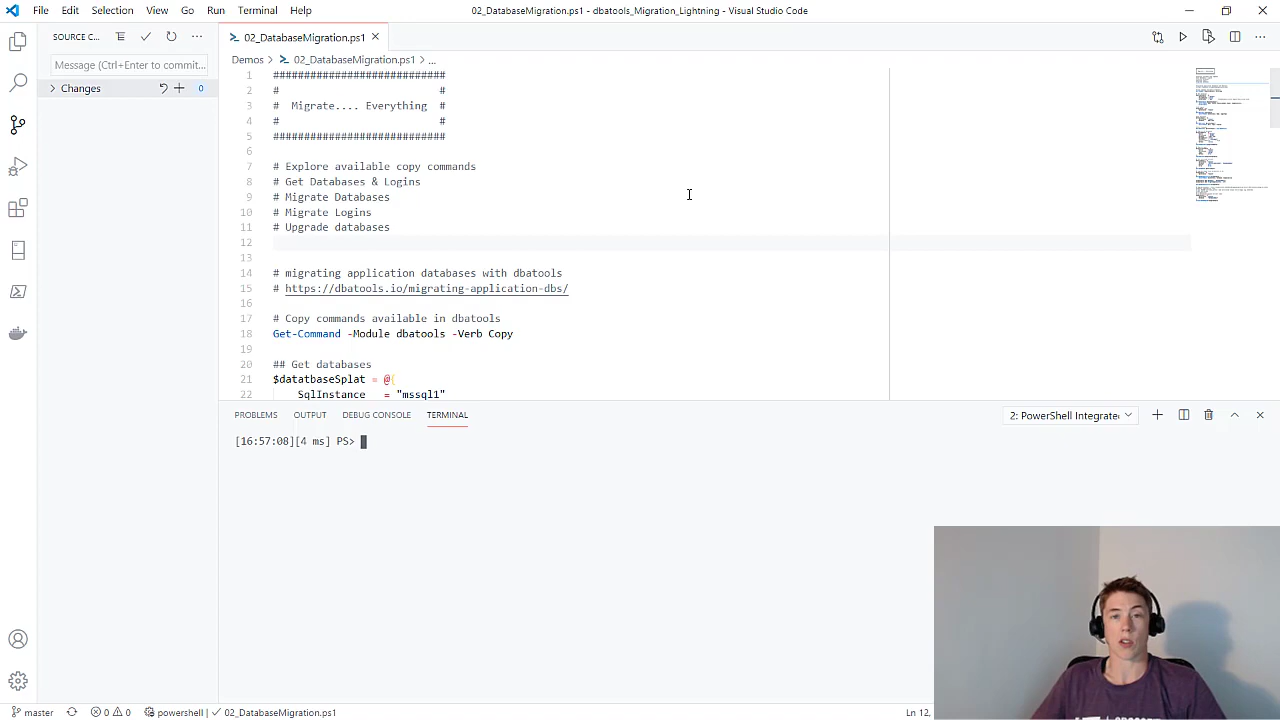 File Edit Selection View Go Run Terminal Help
02_DatabaseMigration.ps1 - dbatools_Migration_Lightning - Visual Studio Code
SOURCE C...
Message (Ctrl+Enter to commit...
Changes
0
02_DatabaseMigration.ps1
Demos > 02_DatabaseMigration.ps1 > ...
1 ############################
2 # #
3 # Migrate.... Everything #
4 # #
5 ############################
6
7 # Explore available copy commands
8 # Get Databases & Logins
9 # Migrate Databases
10 # Migrate Logins
11 # Upgrade databases
12
13
14 # migrating application databases with dbatools
15 # https://dbatools.io/migrating-application-dbs/
16
17 # Copy commands available in dbatools
18 Get-Command -Module dbatools -Verb Copy
19
20 ## Get databases
21 $datatbaseSplat = @{
22 SqlInstance = "mssql1"
PROBLEMS OUTPUT DEBUG CONSOLE TERMINAL
2: PowerShell Integrate
[16:57:08][4 ms] PS>
master
0 0
powershell
02_DatabaseMigration.ps1
Ln 12,